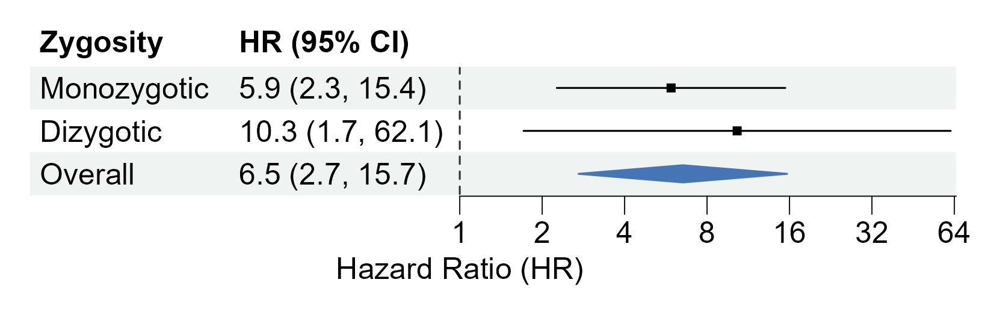 Zygosity HR (95% CI)
Monozygotic 5.9 (2.3, 15.4)
Dizygotic 10.3 (1.7, 62.1)
Overall 6.5 (2.7, 15.7)
1 2 4 8 16 32 64
Hazard Ratio (HR)